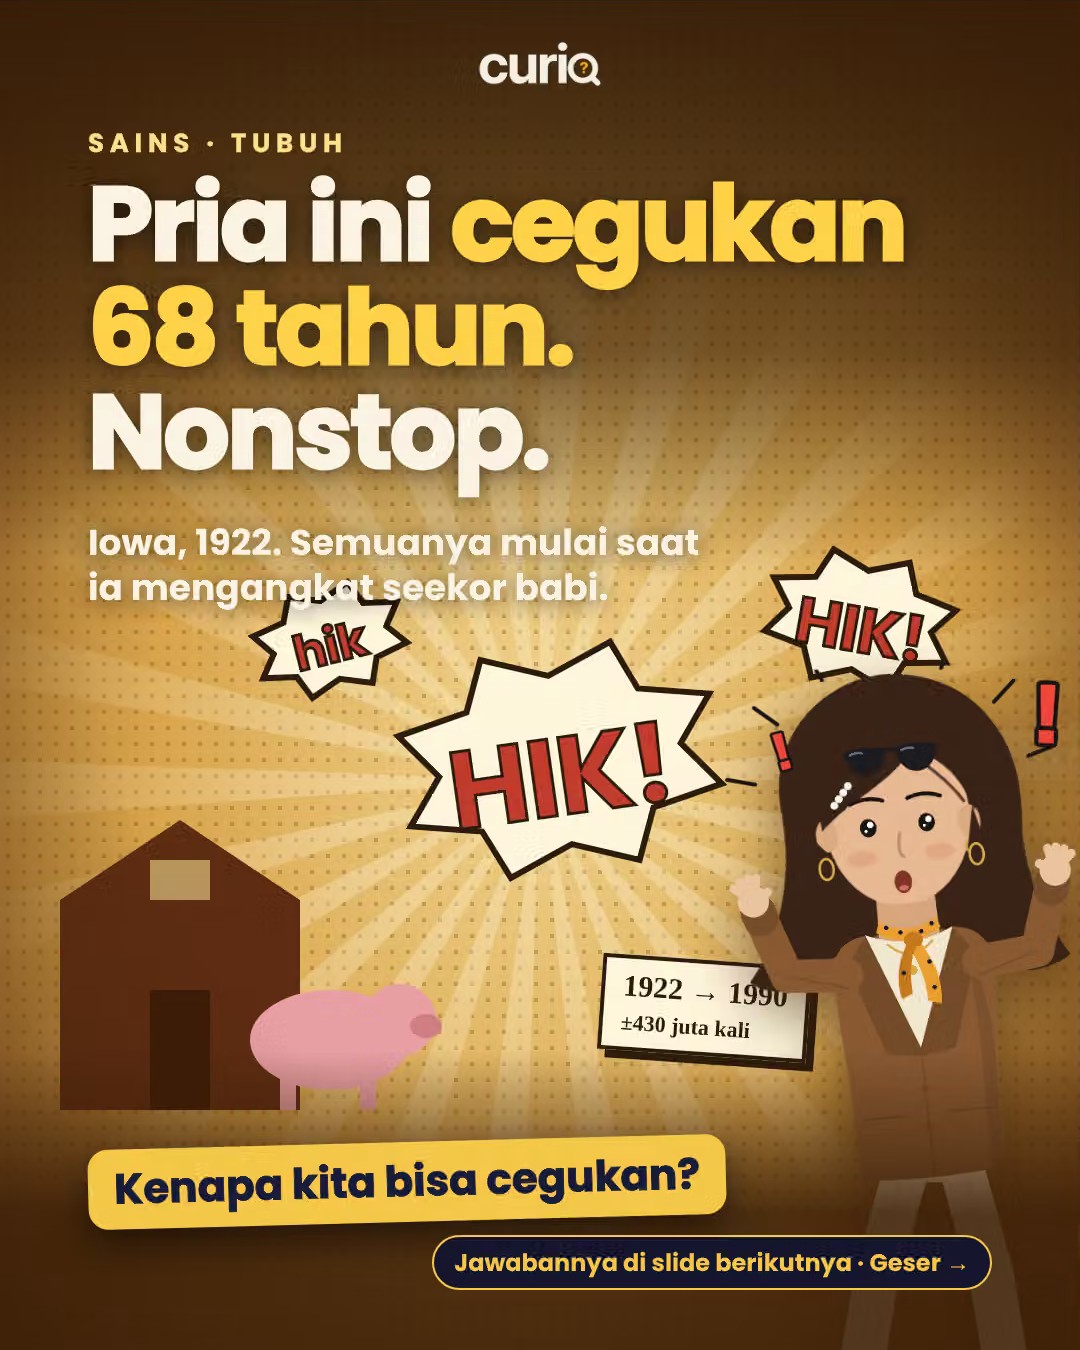 curio?
SAINS · TUBUH
Pria ini cegukan
68 tahun.
Nonstop.
Iowa, 1922. Semuanya mulai saat
ia mengangkat seekor babi.
hik
HIK!
HIK!
!
!
1922 → 1990
±430 juta kali
Kenapa kita bisa cegukan?
Jawabannya di slide berikutnya · Geser →